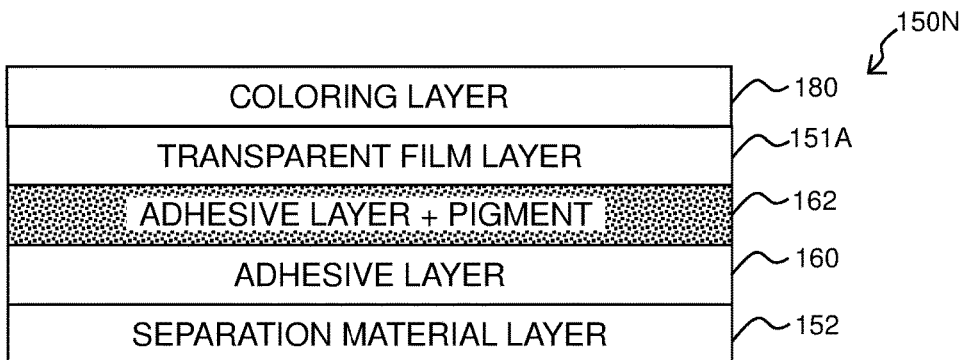 150N
COLORING LAYER 180
TRANSPARENT FILM LAYER 151A
ADHESIVE LAYER + PIGMENT 162
ADHESIVE LAYER 160
SEPARATION MATERIAL LAYER 152